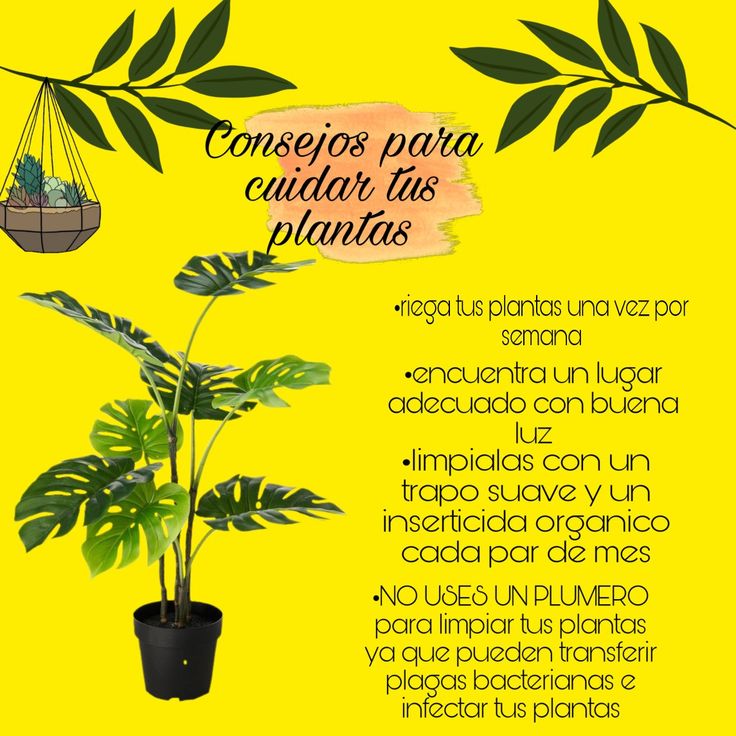 Consejos para
cuidar tus
plantas
•riega tus plantas una vez por
semana
•encuentra un lugar
adecuado con buena
luz
•limpialas con un
trapo suave y un
inserticida organico
cada par de mes
•NO USES UN PLUMERO
para limpiar tus plantas
ya que pueden transferir
plagas bacterianas e
infectar tus plantas